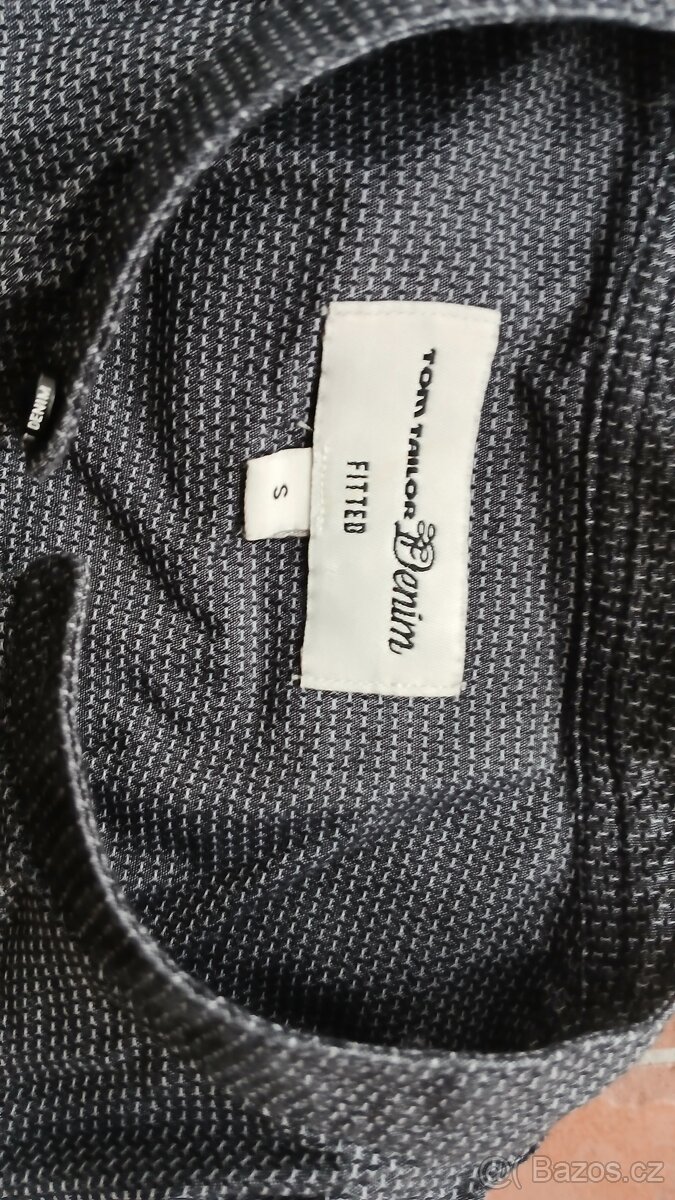 TOM TAILOR Denim
FITTED
S
DENIM
Bazos.cz